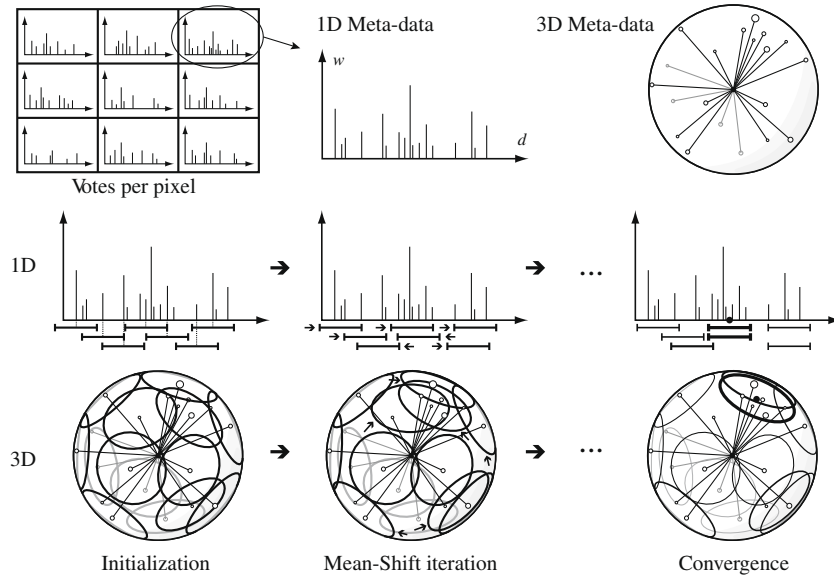 1D Meta-data
3D Meta-data
w
d
Votes per pixel
1D
...
3D
...
Initialization
Mean-Shift iteration
Convergence